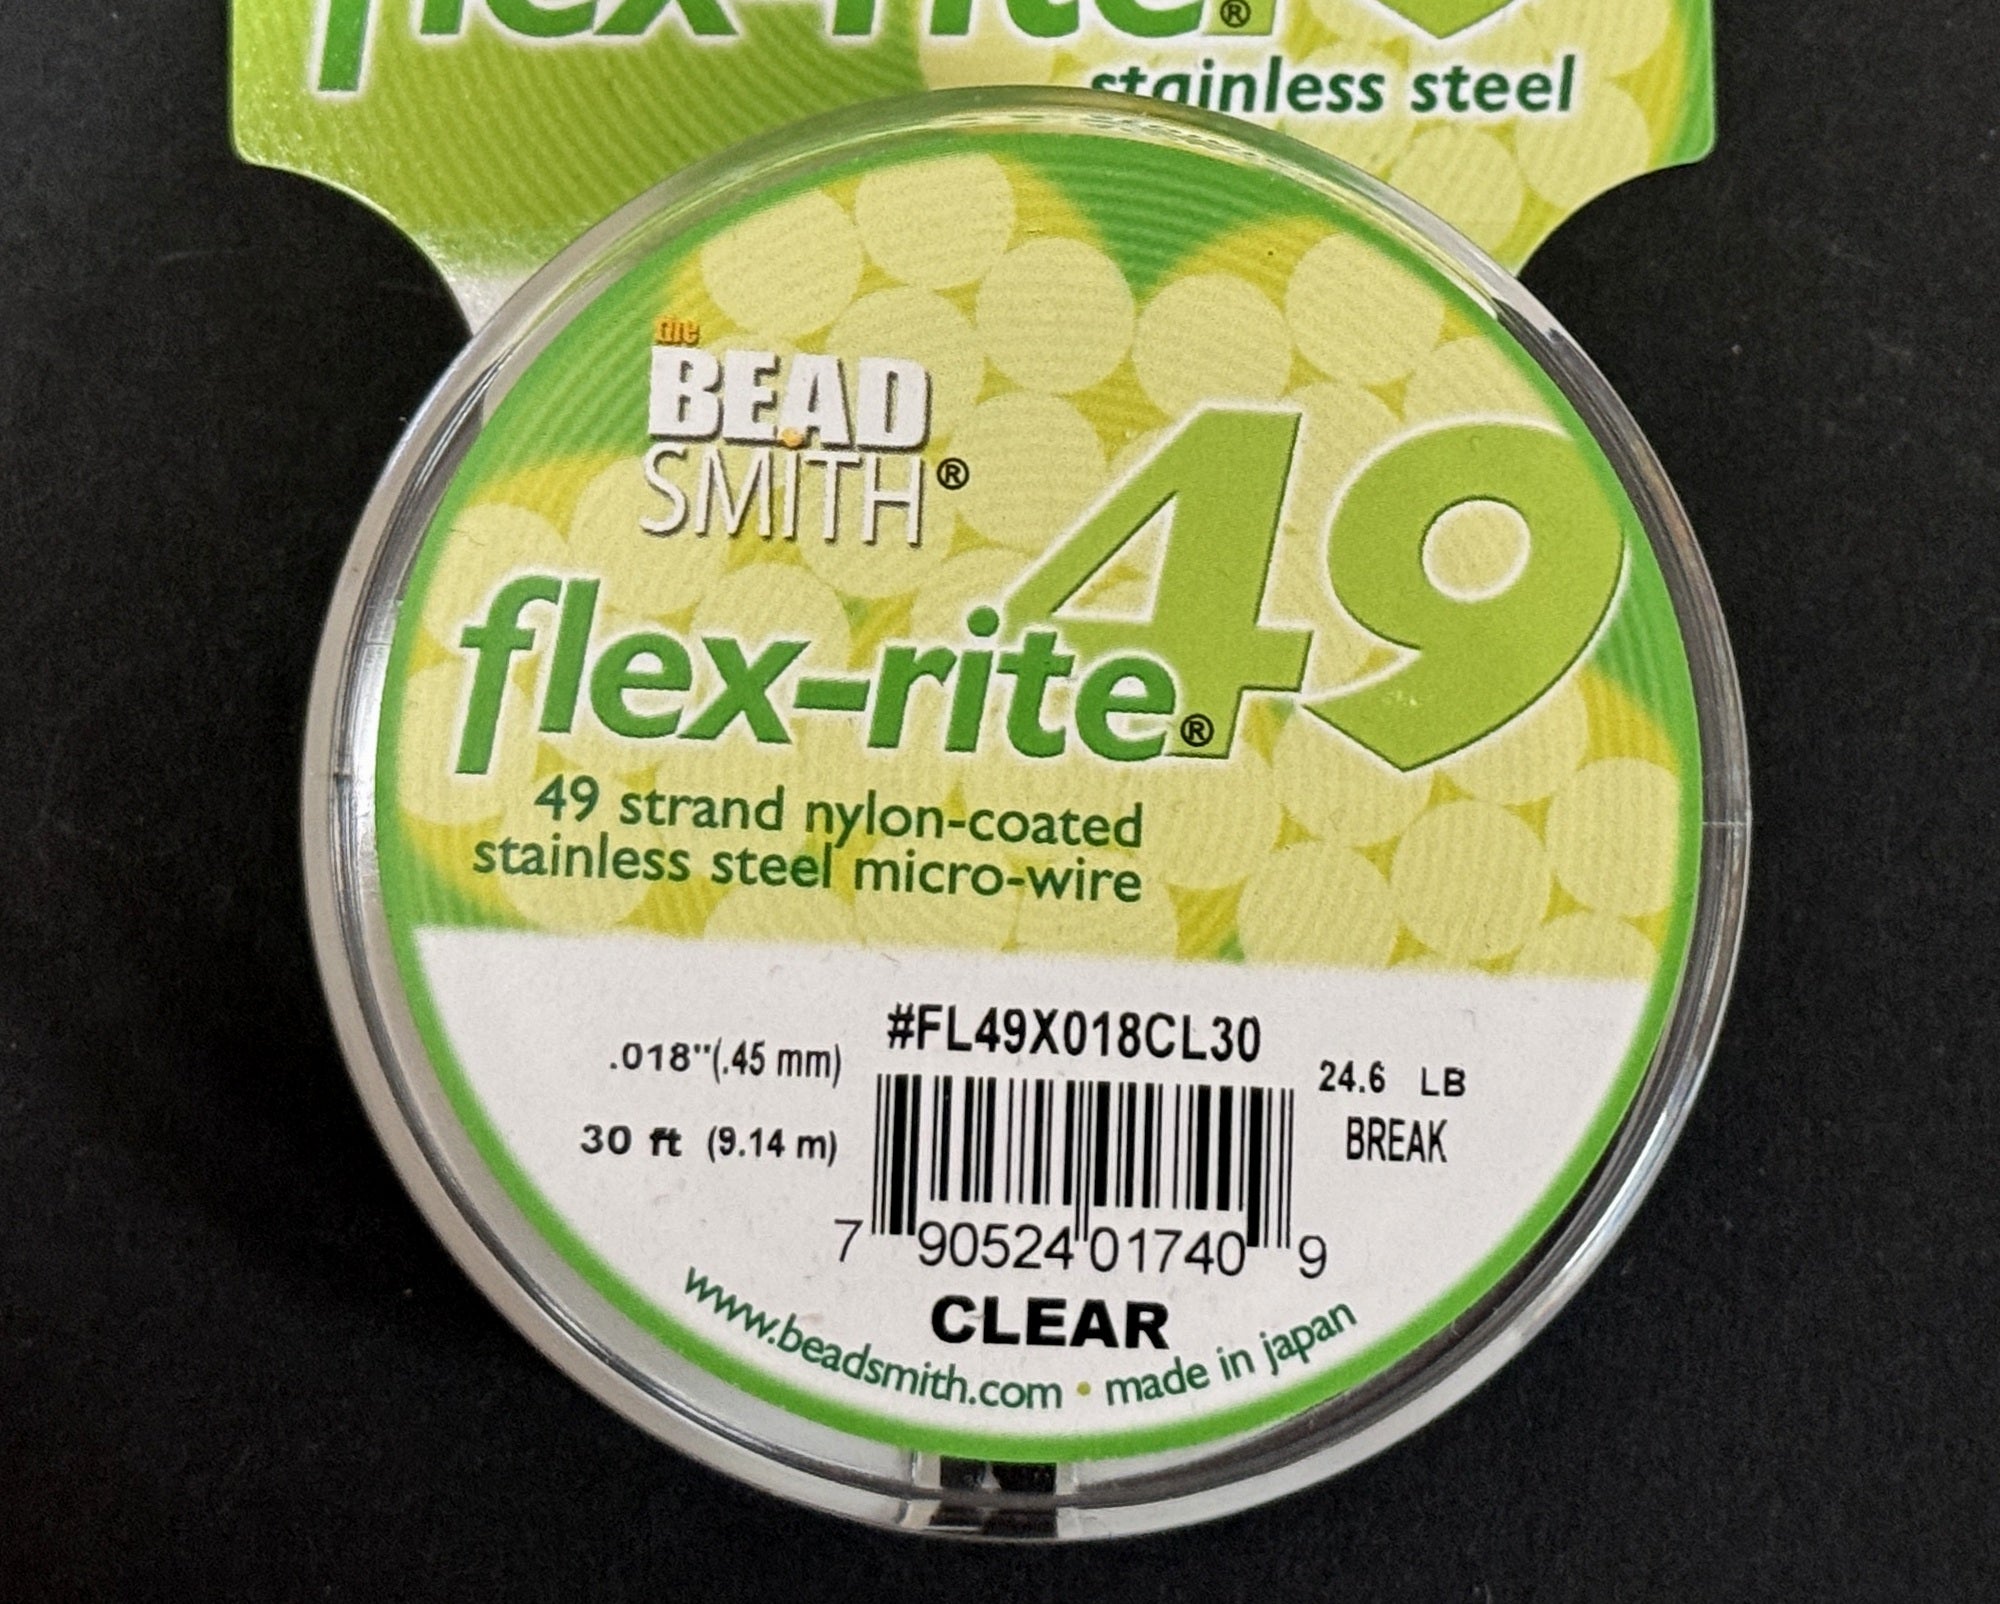 flex-rite®
stainless steel
the
BEAD
SMITH®
49
flex-rite®
49 strand nylon-coated
stainless steel micro-wire
#FL49X018CL30
.018"(.45 mm)
24.6 LB
30 ft (9.14 m)
BREAK
7 90524 01740 9
CLEAR
www.beadsmith.com • made in japan